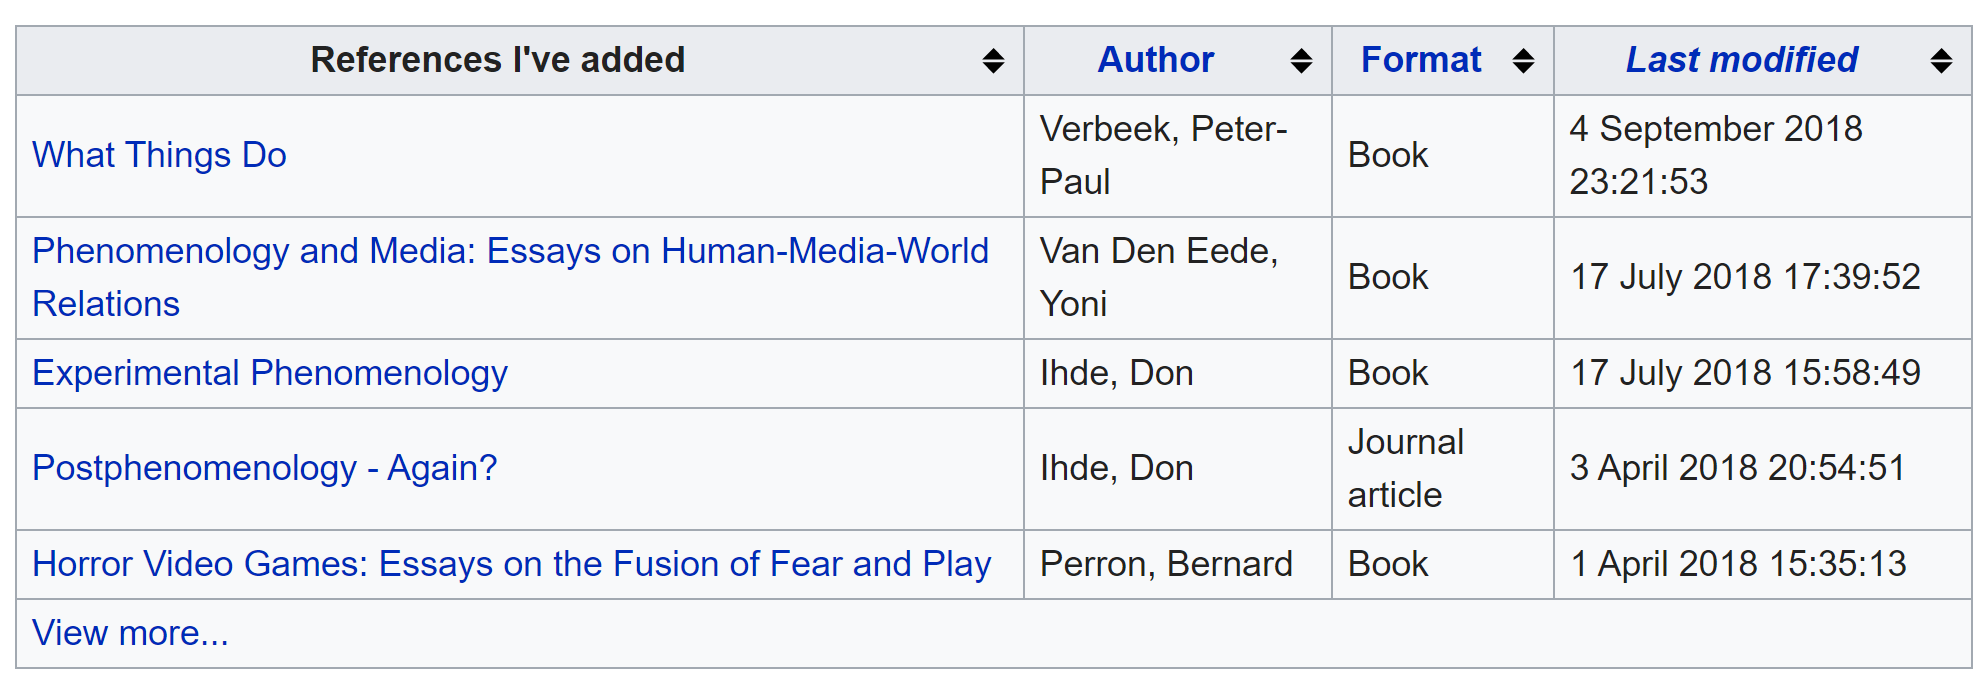 References I've added Author Format Last modified
What Things Do Verbeek, Peter-
Paul Book 4 September 2018
23:21:53
Phenomenology and Media: Essays on Human-Media-World
Relations Van Den Eede,
Yoni Book 17 July 2018 17:39:52
Experimental Phenomenology Ihde, Don Book 17 July 2018 15:58:49
Postphenomenology - Again? Ihde, Don Journal
article 3 April 2018 20:54:51
Horror Video Games: Essays on the Fusion of Fear and Play Perron, Bernard Book 1 April 2018 15:35:13
View more...